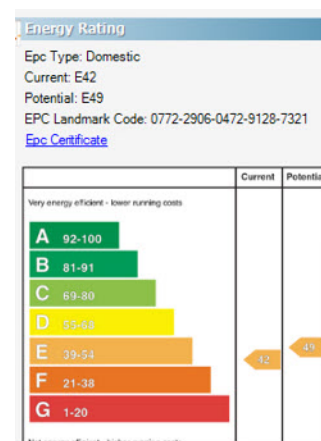 Energy Rating
Epc Type: Domestic
Current: E42
Potential: E49
EPC Landmark Code: 0772-2906-0472-9128-7321
Epc Certificate
Current Potential
Very energy efficient - lower running costs
A 92-100
B 81-91
C 69-80
D 55-68
E 39-54
42
49
F 21-38
G 1-20